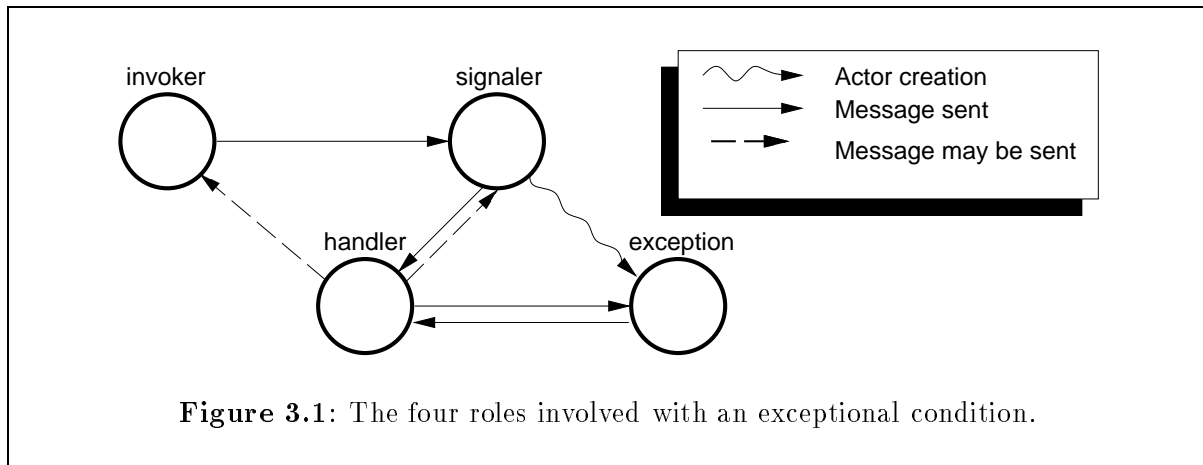 invoker
signaler
Actor creation
Message sent
Message may be sent
handler
exception
Figure 3.1: The four roles involved with an exceptional condition.